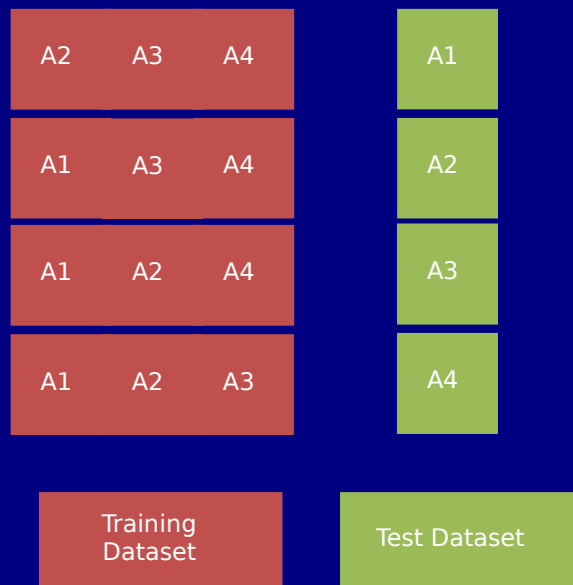 A2 A3 A4 A1
A1 A3 A4 A2
A1 A2 A4 A3
A1 A2 A3 A4
Training
Dataset
Test Dataset